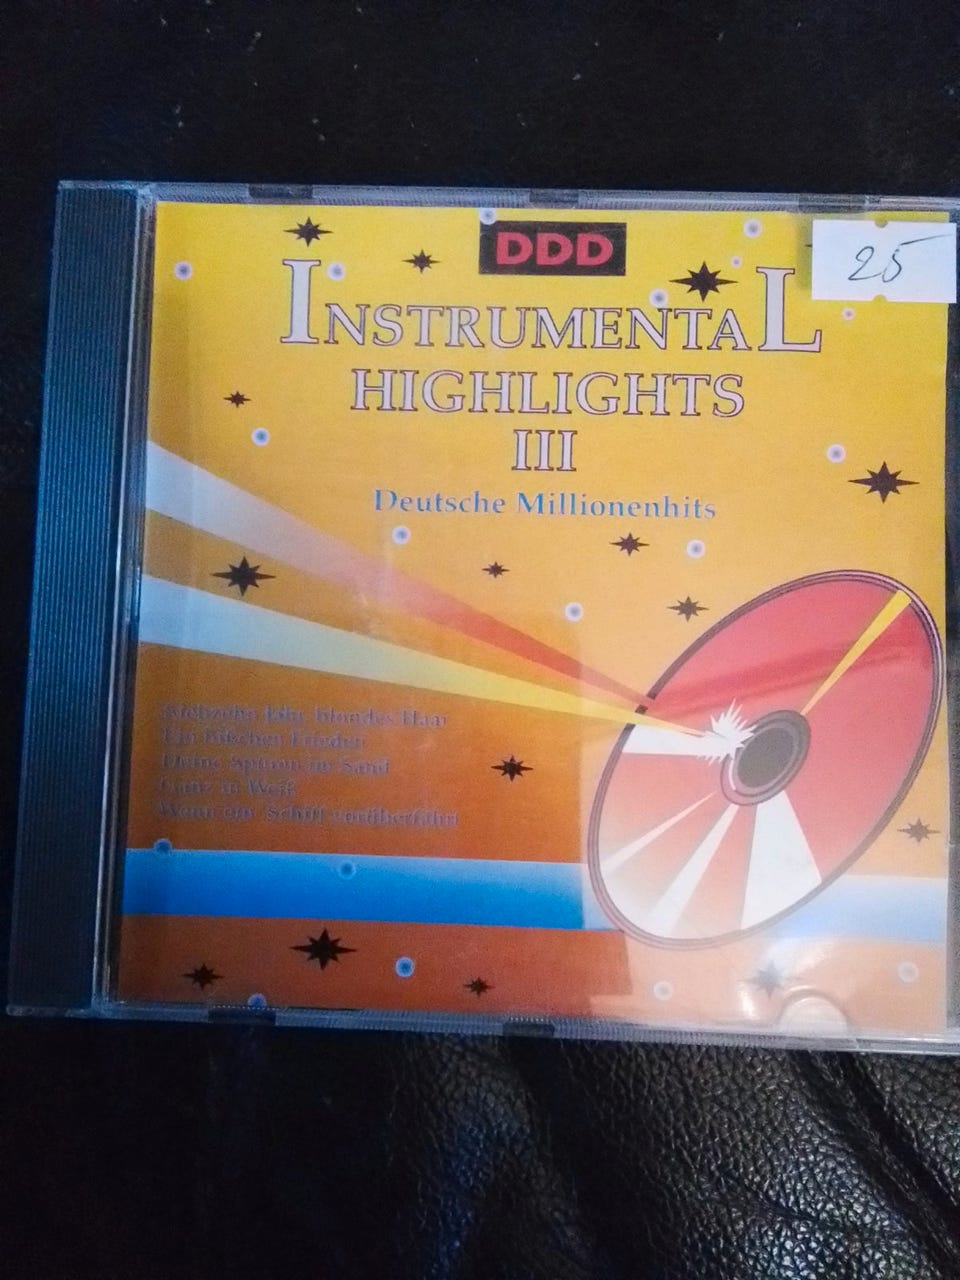 DDD
25
INSTRUMENTAL
HIGHLIGHTS
III
Deutsche Millionenhits
Siebzehn Jahr, blondes Haar
Ein bißchen Frieden
Deine Spuren im Sand
Ganz in Weiß
Wenn ein Schiff vorüberfährt